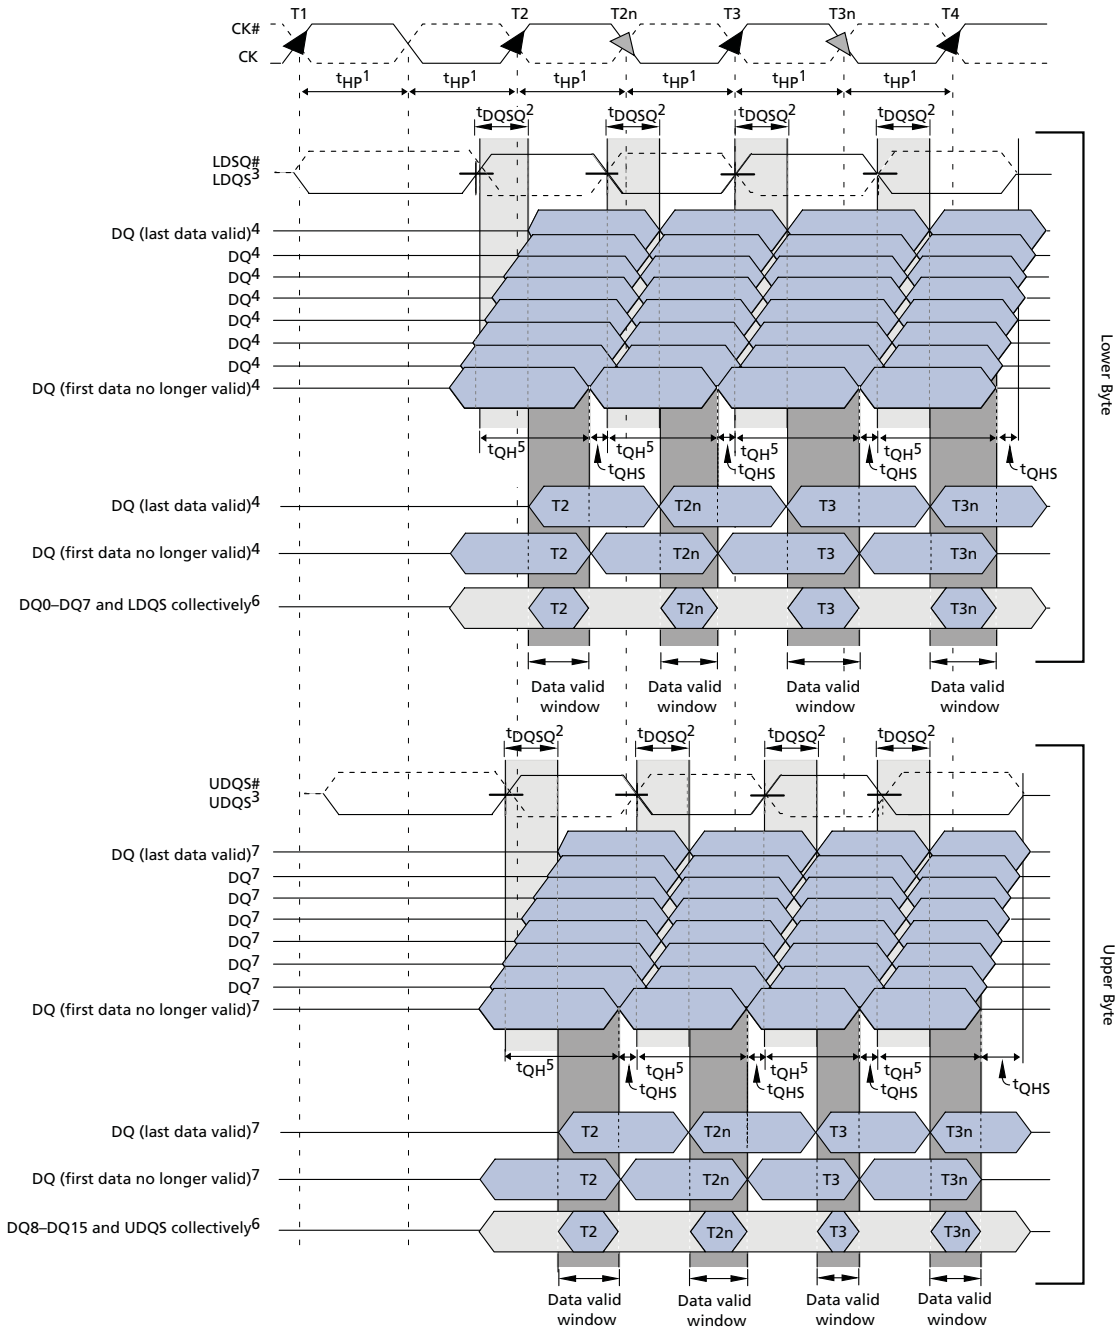 T1 T2 T2n T3 T3n T4
CK#
CK
tHP1 tHP1 tHP1 tHP1 tHP1 tHP1
tDQSQ2 tDQSQ2 tDQSQ2 tDQSQ2
LDSQ#
LDQS3
DQ (last data valid)4
DQ4
DQ4
DQ4
DQ4
DQ4
DQ4
DQ (first data no longer valid)4
Lower Byte
tQH5 tQH5 tQH5 tQH5
tQHS tQHS tQHS tQHS
DQ (last data valid)4 T2 T2n T3 T3n
DQ (first data no longer valid)4 T2 T2n T3 T3n
DQ0–DQ7 and LDQS collectively6 T2 T2n T3 T3n
Data valid window Data valid window Data valid window Data valid window
tDQSQ2 tDQSQ2 tDQSQ2 tDQSQ2
UDQS#
UDQS3
DQ (last data valid)7
DQ7
DQ7
DQ7
DQ7
DQ7
DQ7
DQ (first data no longer valid)7
Upper Byte
tQH5 tQH5 tQH5 tQH5
tQHS tQHS tQHS tQHS
DQ (last data valid)7 T2 T2n T3 T3n
DQ (first data no longer valid)7 T2 T2n T3 T3n
DQ8–DQ15 and UDQS collectively6 T2 T2n T3 T3n
Data valid window Data valid window Data valid window Data valid window